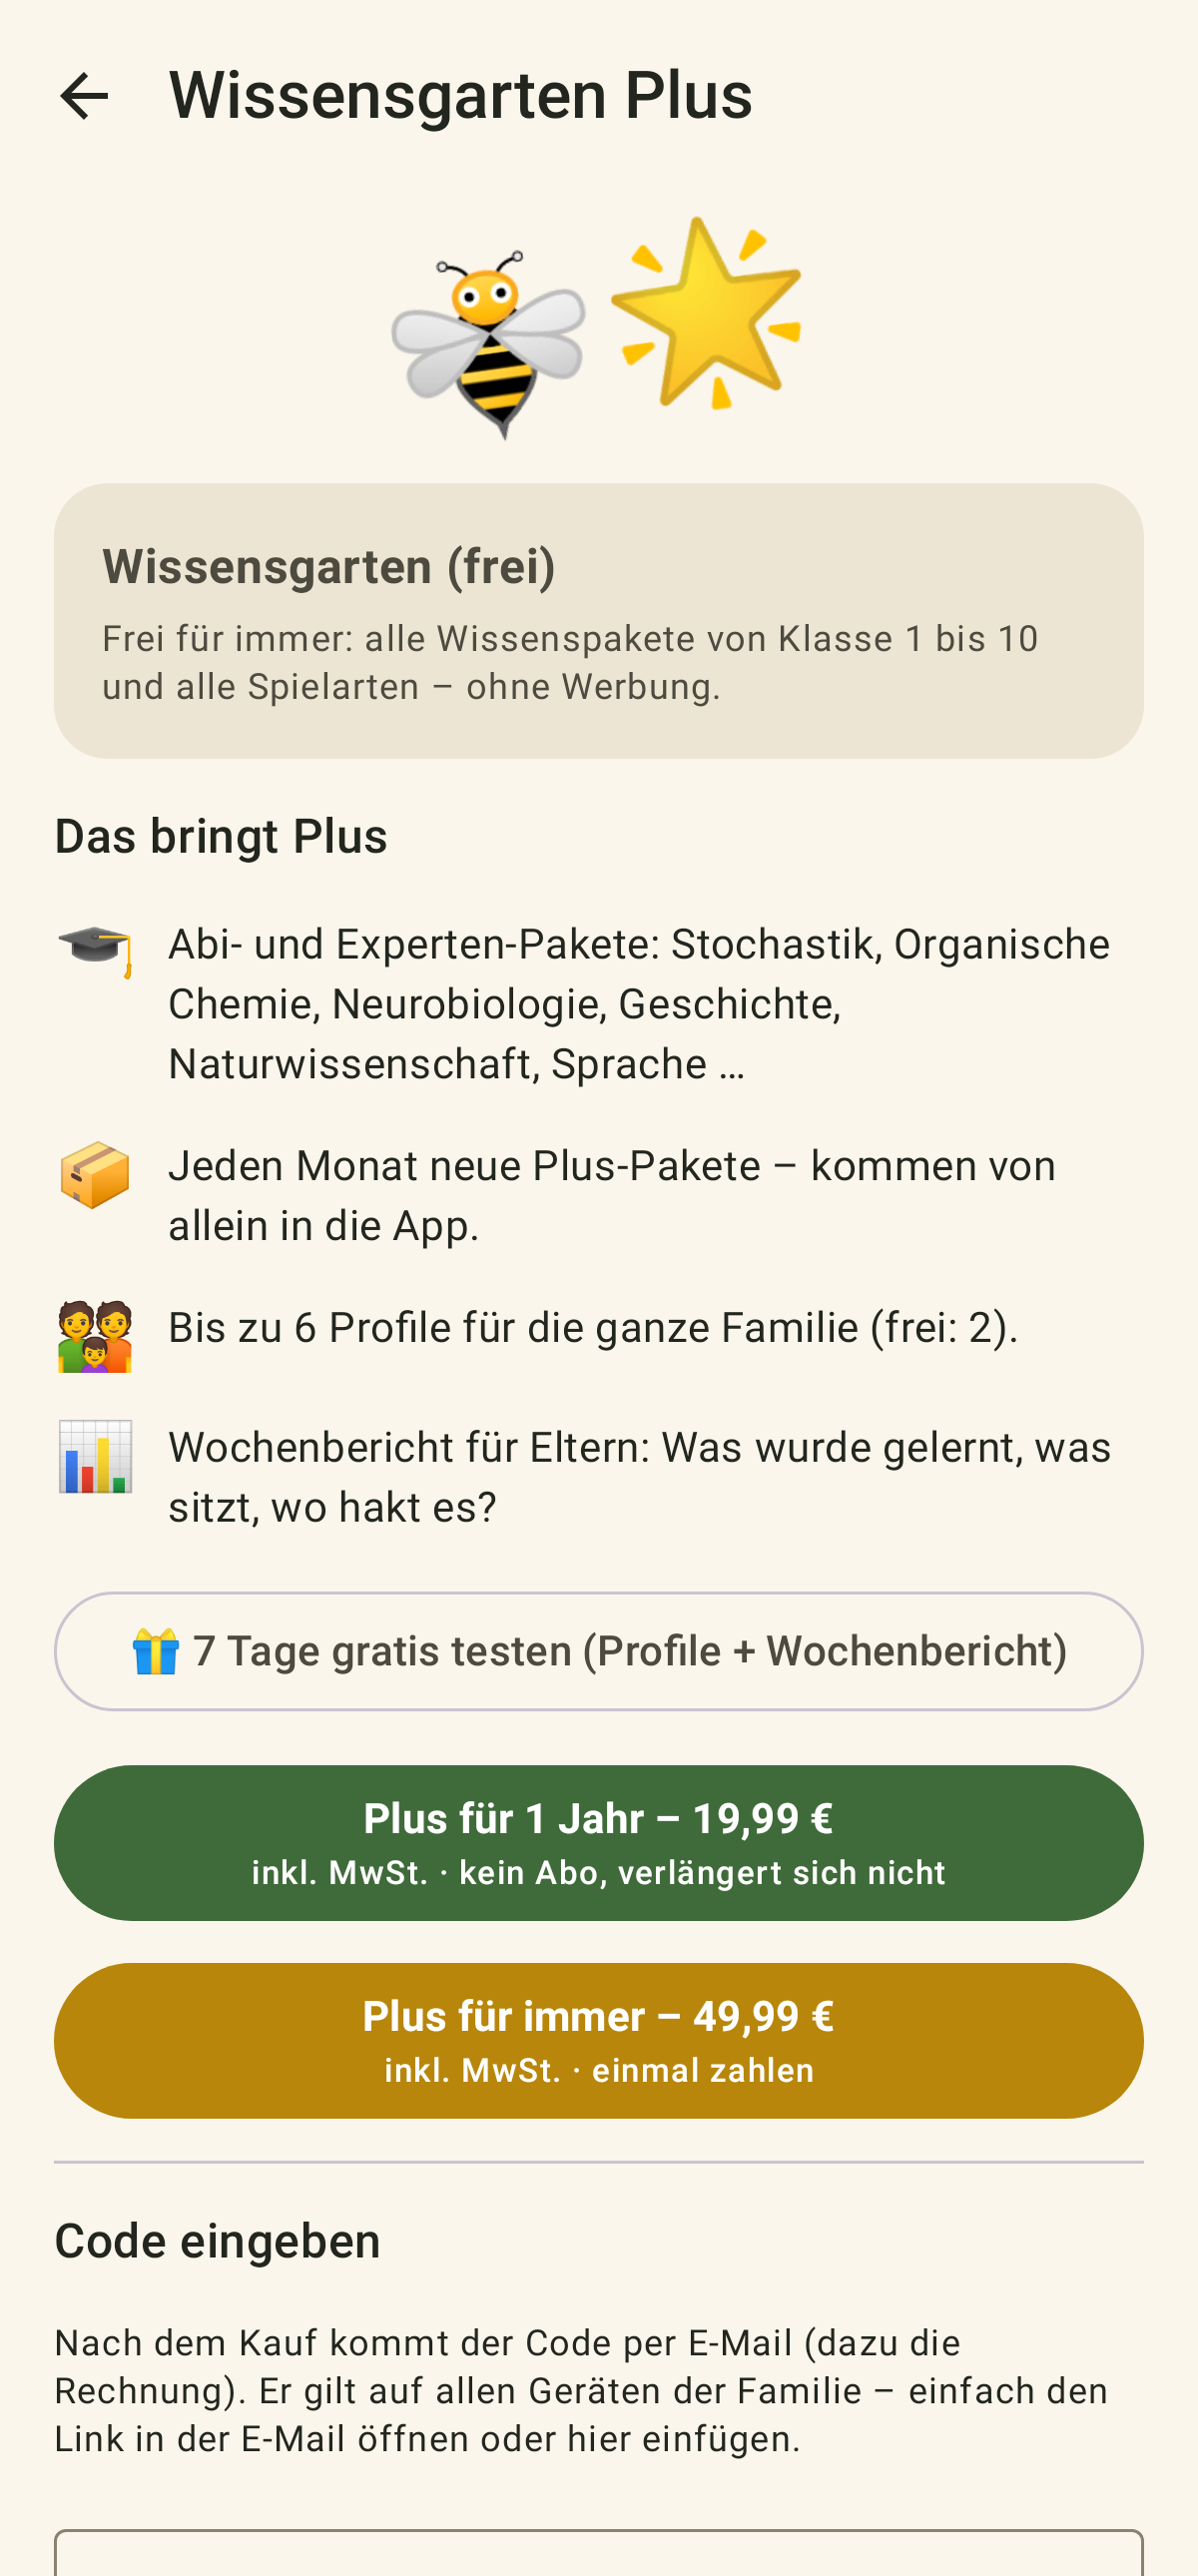 Wissensgarten Plus
Wissensgarten (frei)
Frei für immer: alle Wissenspakete von Klasse 1 bis 10
und alle Spielarten – ohne Werbung.
Das bringt Plus
Abi- und Experten-Pakete: Stochastik, Organische
Chemie, Neurobiologie, Geschichte,
Naturwissenschaft, Sprache …
Jeden Monat neue Plus-Pakete – kommen von
allein in die App.
Bis zu 6 Profile für die ganze Familie (frei: 2).
Wochenbericht für Eltern: Was wurde gelernt, was
sitzt, wo hakt es?
🎁 7 Tage gratis testen (Profile + Wochenbericht)
Plus für 1 Jahr – 19,99 €
inkl. MwSt. · kein Abo, verlängert sich nicht
Plus für immer – 49,99 €
inkl. MwSt. · einmal zahlen
Code eingeben
Nach dem Kauf kommt der Code per E-Mail (dazu die
Rechnung). Er gilt auf allen Geräten der Familie – einfach den
Link in der E-Mail öffnen oder hier einfügen.